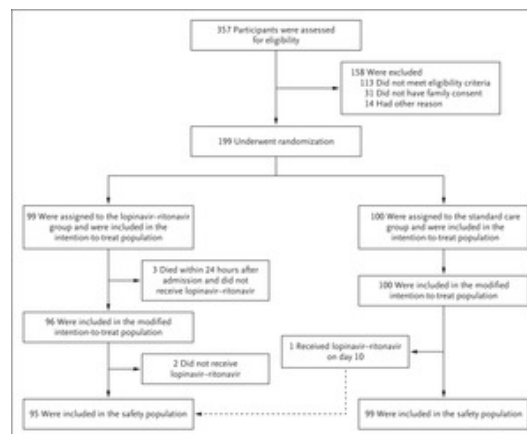 357 Participants were assessed
for eligibility
158 Were excluded
113 Did not meet eligibility criteria
31 Did not have family consent
14 Had other reason
199 Underwent randomization
99 Were assigned to the lopinavir–ritonavir
group and were included in the
intention-to-treat population
100 Were assigned to the standard care
group and were included in the
intention-to-treat population
3 Died within 24 hours after
admission and did not
receive lopinavir–ritonavir
100 Were included in the modified
intention-to-treat population
96 Were included in the modified
intention-to-treat population
1 Received lopinavir–ritonavir
on day 10
2 Did not receive
lopinavir–ritonavir
95 Were included in the safety population
99 Were included in the safety population